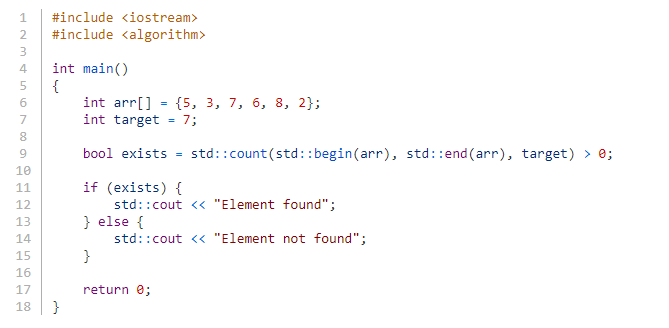 1 #include <iostream>
2 #include <algorithm>
3
4 int main()
5 {
6     int arr[] = {5, 3, 7, 6, 8, 2};
7     int target = 7;
8
9     bool exists = std::count(std::begin(arr), std::end(arr), target) > 0;
10
11     if (exists) {
12         std::cout << "Element found";
13     } else {
14         std::cout << "Element not found";
15     }
16
17     return 0;
18 }